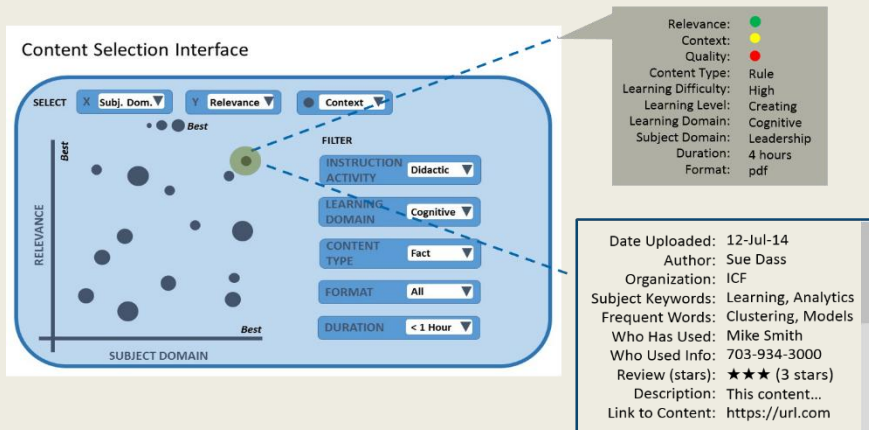 Content Selection Interface
SELECT X Subj. Dom. Y Relevance Context
Best
Best
RELEVANCE
Best
SUBJECT DOMAIN
FILTER
INSTRUCTION ACTIVITY Didactic
LEARNING DOMAIN Cognitive
CONTENT TYPE Fact
FORMAT All
DURATION < 1 Hour
Relevance:
Context:
Quality:
Content Type: Rule
Learning Difficulty: High
Learning Level: Creating
Learning Domain: Cognitive
Subject Domain: Leadership
Duration: 4 hours
Format: pdf
Date Uploaded: 12-Jul-14
Author: Sue Dass
Organization: ICF
Subject Keywords: Learning, Analytics
Frequent Words: Clustering, Models
Who Has Used: Mike Smith
Who Used Info: 703-934-3000
Review (stars): ★★★ (3 stars)
Description: This content...
Link to Content: https://url.com